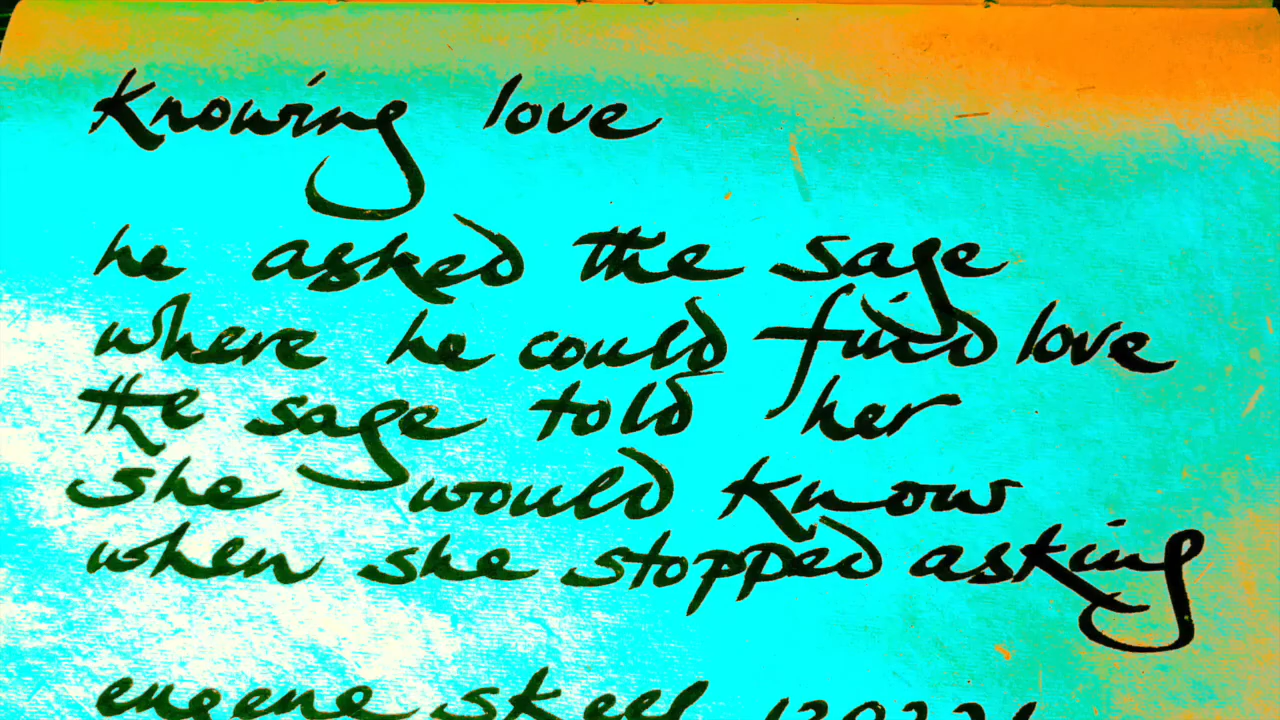 Knowing love
he asked the sage
where he could find love
the sage told her
she would know
when she stopped asking
eugene skeef